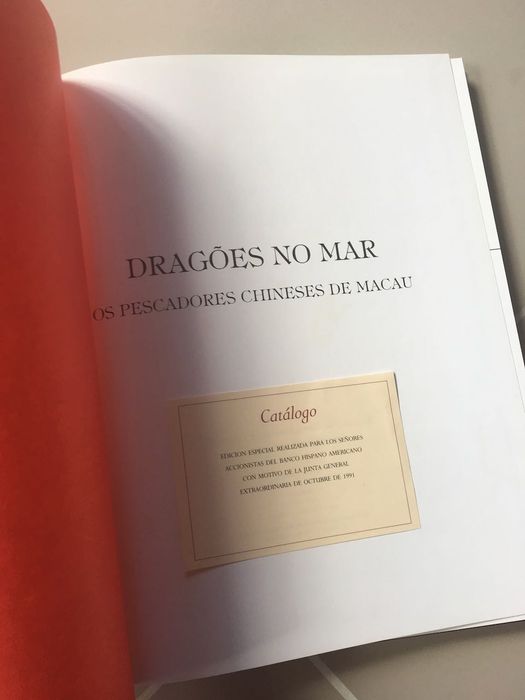 DRAGÕES NO MAR
OS PESCADORES CHINESES DE MACAU
Catálogo
EDICION ESPECIAL REALIZADA PARA LOS SEÑORES
ACCIONISTAS DEL BANCO HISPANO AMERICANO
CON MOTIVO DE LA JUNTA GENERAL
EXTRAORDINARIA DE OCTUBRE DE 1991